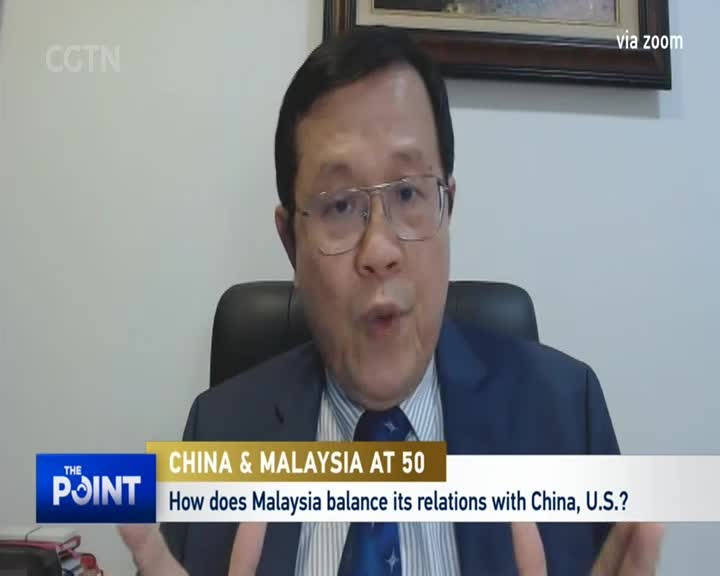 CGTN
via zoom
CHINA & MALAYSIA AT 50
THE
POINT
How does Malaysia balance its relations with China, U.S.?